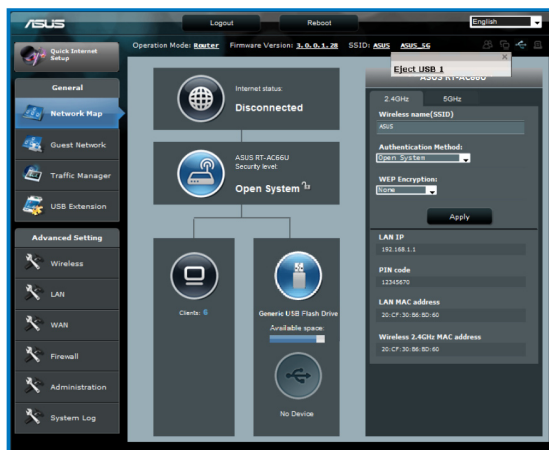 ASUS
Logout
Reboot
English
Quick Internet
Setup
Operation Mode: Router Firmware Version: 3.0.0.1.28 SSID: ASUS ASUS_5G
X
Eject USB 1
ASUS RT-AC66U
General
Network Map
Guest Network
Traffic Manager
USB Extension
Advanced Setting
Wireless
LAN
WAN
Firewall
Administration
System Log
Internet status:
Disconnected
ASUS RT-AC66U
Security level:
Open System
Clients: 6
Generic USB Flash Drive
Available space:
No Device
2.4GHz
5GHz
Wireless name(SSID)
ASUS
Authentication Method:
Open System
WEP Encryption:
None
Apply
LAN IP
192.168.1.1
PIN code
12345670
LAN MAC address
20:CF:30:B6:BD:60
Wireless 2.4GHz MAC address
20:CF:30:B6:BD:60